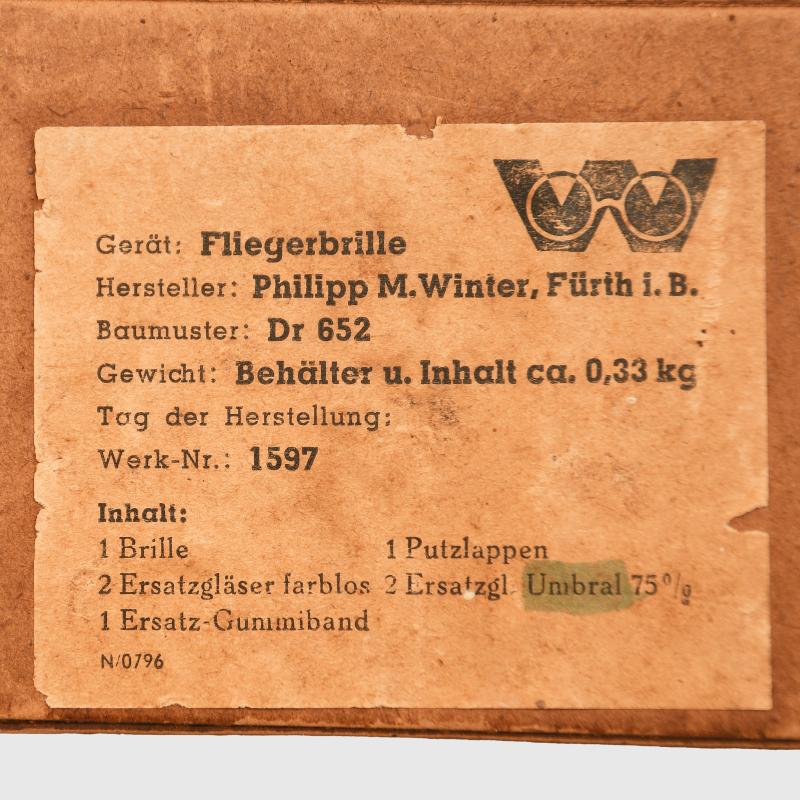 Gerät: Fliegerbrille
Hersteller: Philipp M. Winter, Fürth i. B.
Baumuster: Dr 652
Gewicht: Behälter u. Inhalt ca. 0,33 kg
Tag der Herstellung:
Werk-Nr.: 1597
Inhalt:
1 Brille 1 Putzlappen
2 Ersatzgläser farblos 2 Ersatzgl. Umbral 75%
1 Ersatz-Gummiband
N/0796